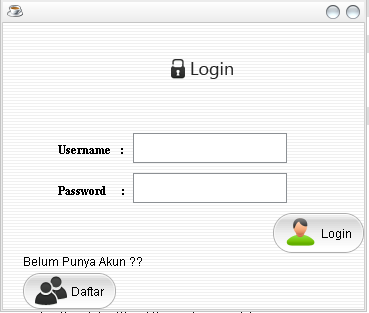 Login
Username :
Password :
Login
Belum Punya Akun ??
Daftar